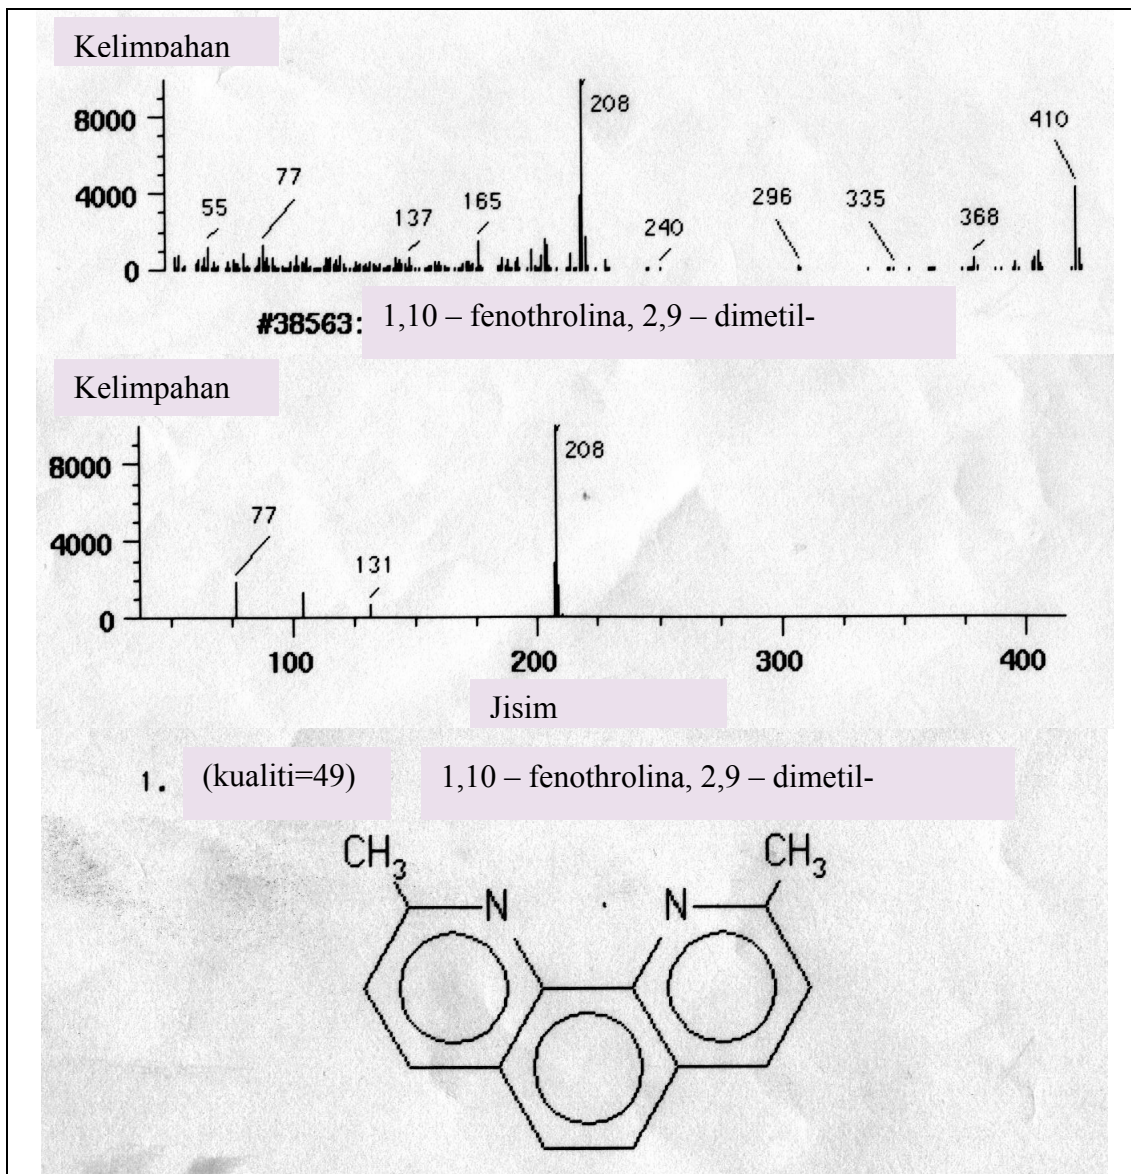 Kelimpahan
8000
4000
0
55
77
137
165
208
240
296
335
368
410
#38563: 1,10 – fenothrolina, 2,9 – dimetil-
Kelimpahan
8000
4000
0
77
131
208
100 200 300 400
Jisim
1. (kualiti=49) 1,10 – fenothrolina, 2,9 – dimetil-
CH3 CH3
N N